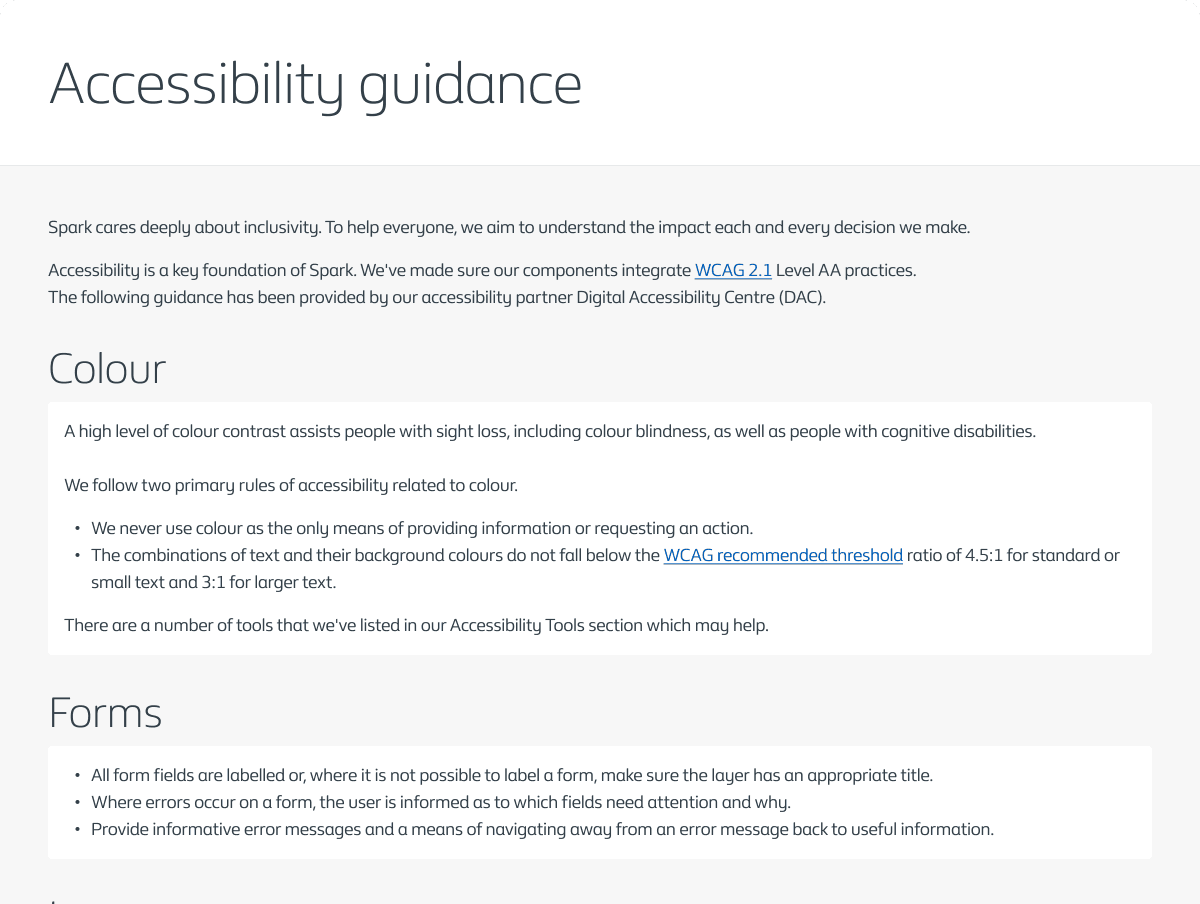 Accessibility guidance
Spark cares deeply about inclusivity. To help everyone, we aim to understand the impact each and every decision we make.
Accessibility is a key foundation of Spark. We've made sure our components integrate WCAG 2.1 Level AA practices.
The following guidance has been provided by our accessibility partner Digital Accessibility Centre (DAC).
Colour
A high level of colour contrast assists people with sight loss, including colour blindness, as well as people with cognitive disabilities.
We follow two primary rules of accessibility related to colour.
• We never use colour as the only means of providing information or requesting an action.
• The combinations of text and their background colours do not fall below the WCAG recommended threshold ratio of 4.5:1 for standard or
small text and 3:1 for larger text.
There are a number of tools that we've listed in our Accessibility Tools section which may help.
Forms
• All form fields are labelled or, where it is not possible to label a form, make sure the layer has an appropriate title.
• Where errors occur on a form, the user is informed as to which fields need attention and why.
• Provide informative error messages and a means of navigating away from an error message back to useful information.